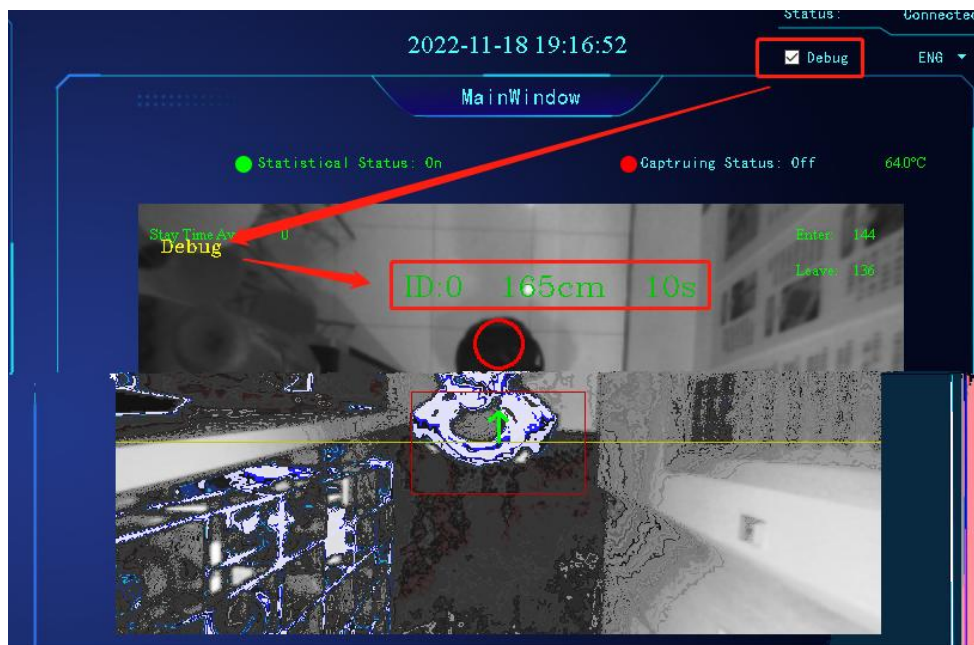 Status: Connected
2022-11-18 19:16:52
Debug
ENG
MainWindow
Statistical Status: On
Captruing Status: Off
64.0°C
Stay Time Av 0
Debug
Enter: 144
ID:0 165cm 10s
Leave: 136